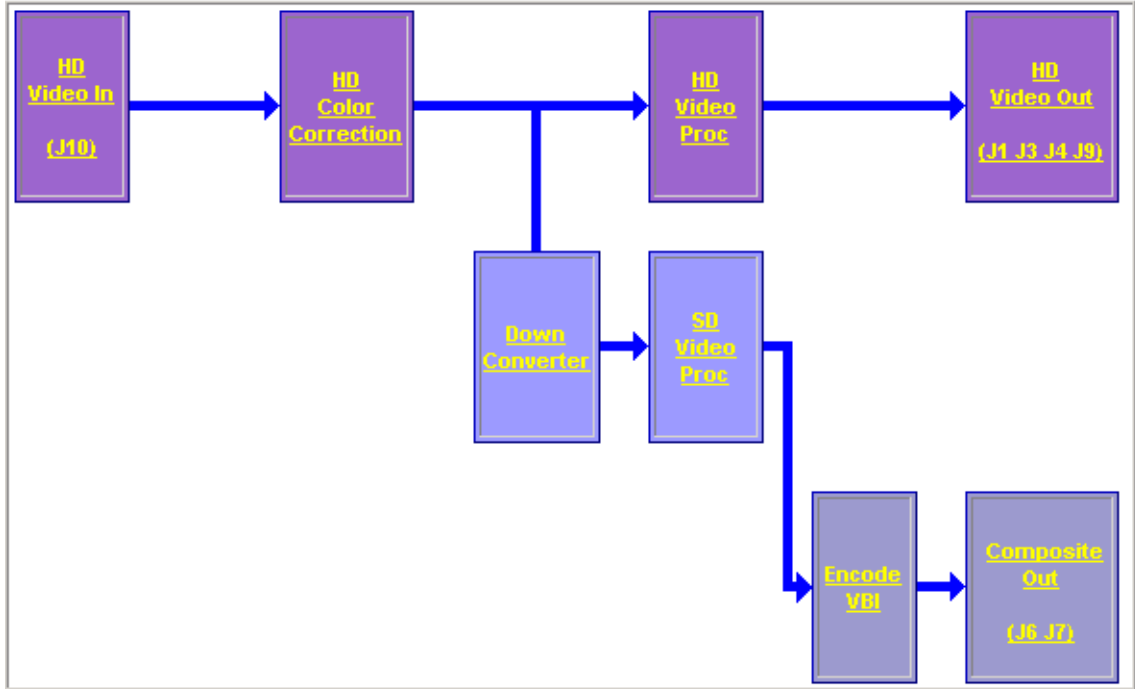 HD
Video In
(J10)
HD
Color
Correction
HD
Video
Proc
HD
Video Out
(J1 J3 J4 J9)
Down
Converter
SD
Video
Proc
Encode
VBI
Composite
Out
(J6 J7)